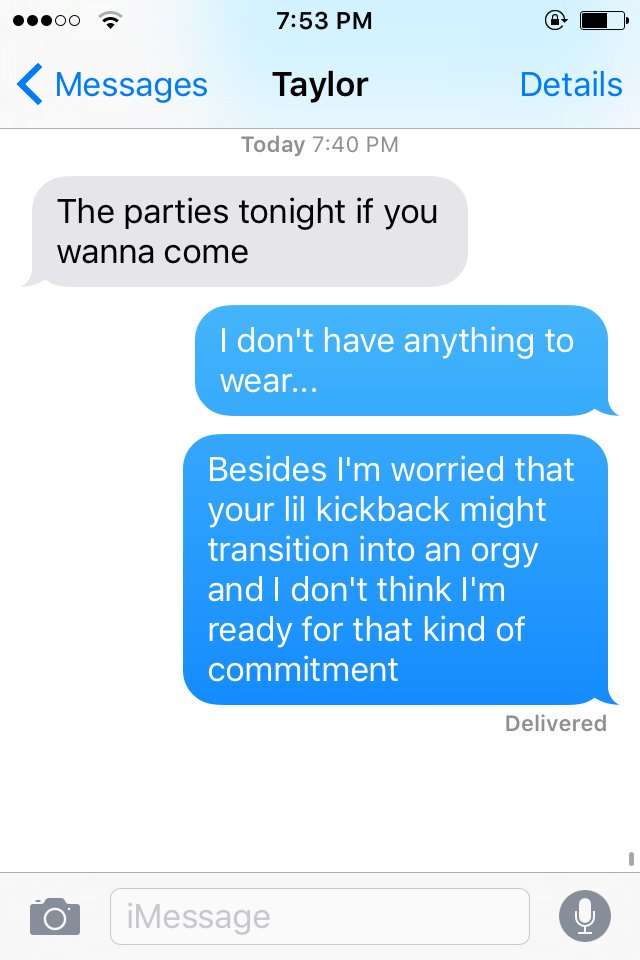 7:53 PM
Messages
Taylor
Details
Today 7:40 PM
The parties tonight if you
wanna come
I don't have anything to
wear...
Besides I'm worried that
your lil kickback might
transition into an orgy
and I don't think I'm
ready for that kind of
commitment
Delivered
iMessage